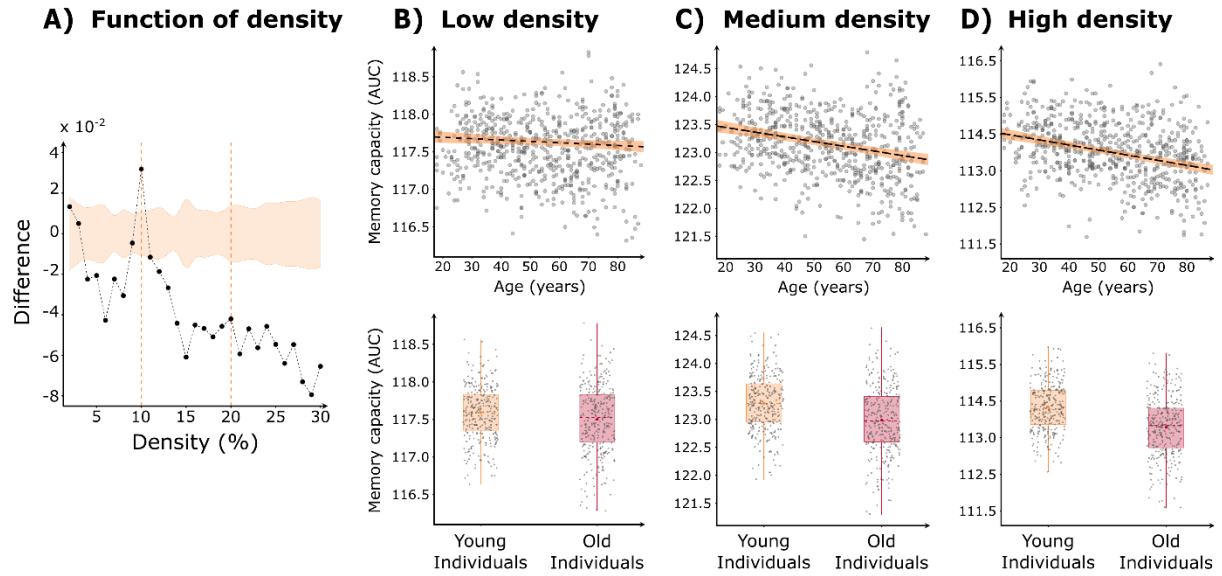 A) Function of density
x 10-2
4
2
0
-2
-4
-6
-8
Difference
5 10 15 20 25 30
Density (%)
B) Low density
Memory capacity (AUC)
118.5
118.0
117.5
117.0
116.5
20 30 40 50 60 70 80
Age (years)
C) Medium density
124.5
124.0
123.5
123.0
122.5
122.0
121.5
20 30 40 50 60 70 80
Age (years)
D) High density
116.5
115.5
114.5
113.5
112.5
111.5
20 30 40 50 60 70 80
Age (years)
Memory capacity (AUC)
118.5
118.0
117.5
117.0
116.5
Young Old
Individuals Individuals
124.5
124.0
123.5
123.0
122.5
122.0
121.5
Young Old
Individuals Individuals
116.5
115.5
114.5
113.5
112.5
111.5
Young Old
Individuals Individuals